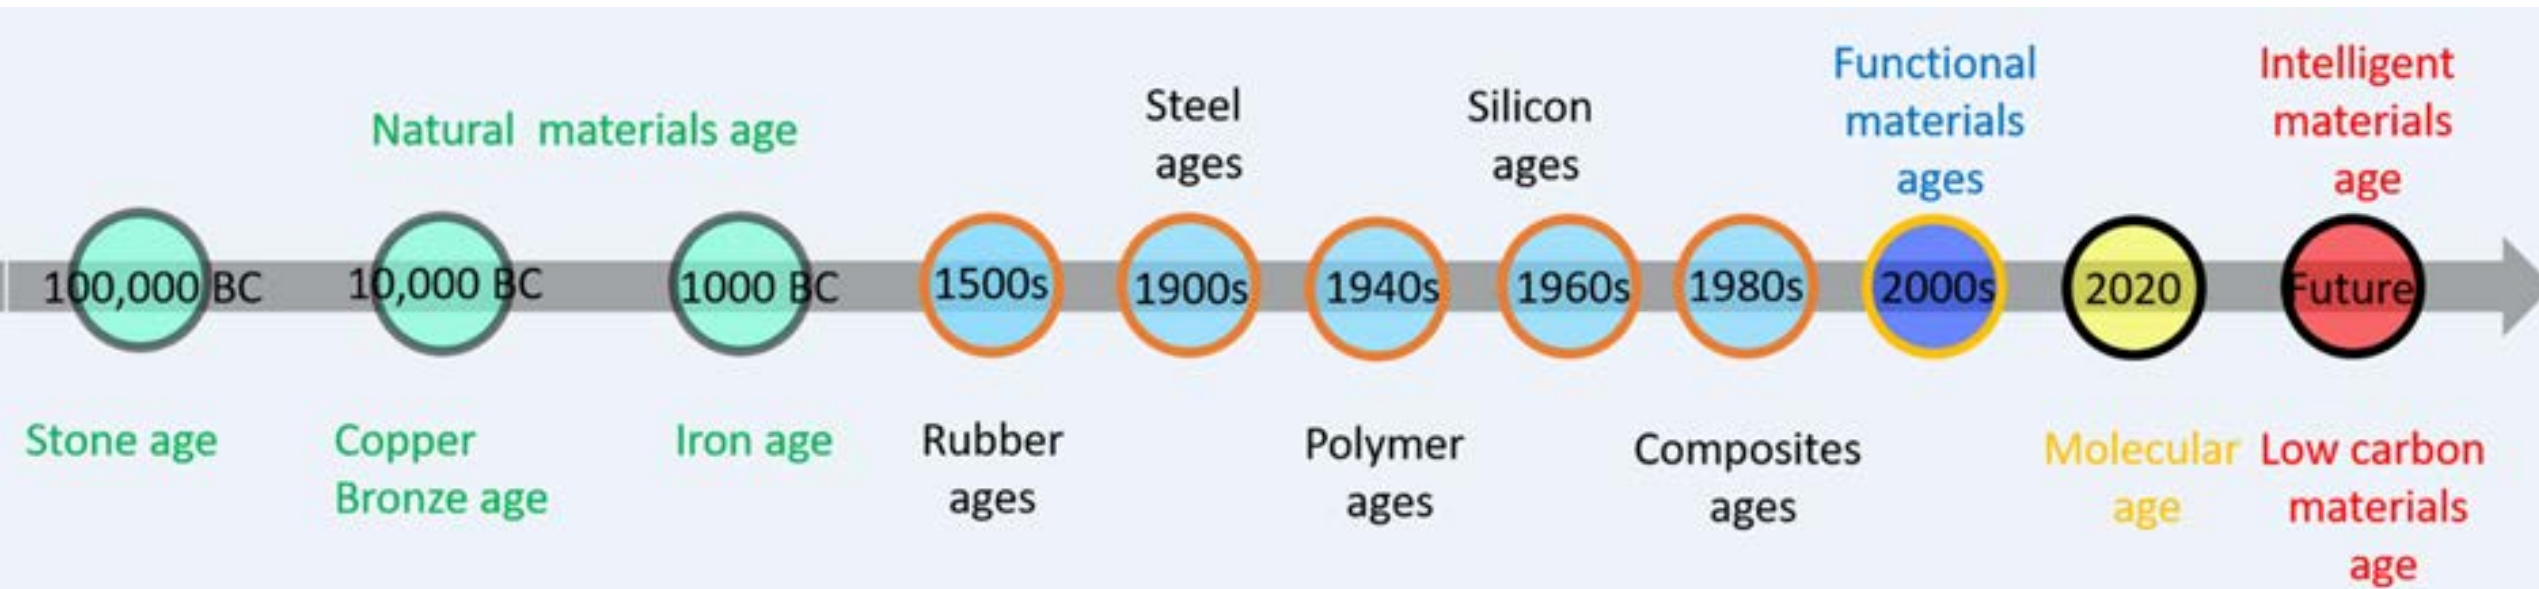 Natural materials age
Steel
ages
Silicon
ages
Functional
materials
ages
Intelligent
materials
age
100,000 BC
10,000 BC
1000 BC
1500s
1900s
1940s
1960s
1980s
2000s
2020
Future
Stone age
Copper
Bronze age
Iron age
Rubber
ages
Polymer
ages
Composites
ages
Molecular
age
Low carbon
materials
age